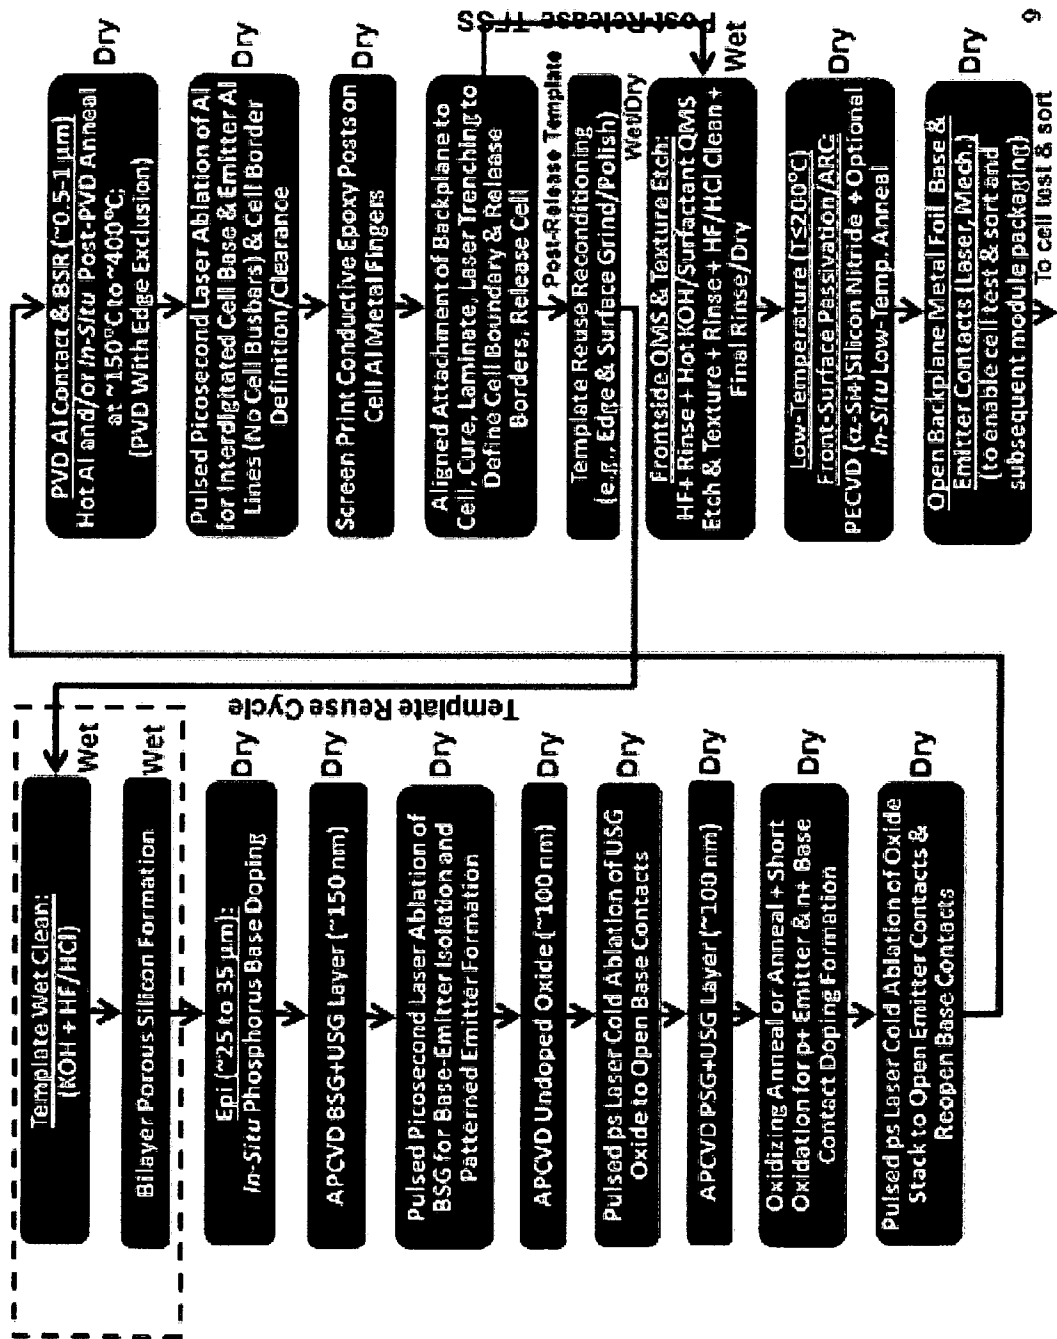 Template Wet Clean:
(KOH + HF/HCl)
Wet
Bilayer Porous Silicon Formation
Wet
Epi (~25 to 35 µm):
In-Situ Phosphorus Base Doping
Dry
APCVD BSG+USG Layer (~150 nm)
Dry
Pulsed Picosecond Laser Ablation of
BSG for Base-Emitter Isolation and
Patterned Emitter Formation
Dry
APCVD Undoped Oxide (~100 nm)
Dry
Pulsed ps Laser Cold Ablation of USG
Oxide to Open Base Contacts
Dry
APCVD PSG+USG Layer (~100 nm)
Dry
Oxidizing Anneal or Anneal + Short
Oxidation for p+ Emitter & n+ Base
Contact Doping Formation
Dry
Pulsed ps Laser Cold Ablation of Oxide
Stack to Open Emitter Contacts &
Reopen Base Contacts
Dry
Template Reuse Cycle
PVD Al Contact & BSR (~0.5-1 µm)
Hot Al and/or In-Situ Post-PVD Anneal
at ~150°C to ~400°C;
(PVD With Edge Exclusion)
Dry
Pulsed Picosecond Laser Ablation of Al
for Interdigitated Cell Base & Emitter Al
Lines (No Cell Busbars) & Cell Border
Definition/Clearance
Dry
Screen Print Conductive Epoxy Posts on
Cell Al Metal Fingers
Dry
Aligned Attachment of Backplane to
Cell, Cure, Laminate, Laser Trenching to
Define Cell Boundary & Release
Borders, Release Cell
Dry
Post-Release TFSS
Post-Release Template
Template Reuse Reconditioning
(e.g., Edge & Surface Grind/Polish)
Wet/Dry
Frontside QMS & Texture Etch:
HF+ Rinse + Hot KOH/Surfactant QMS
Etch & Texture + Rinse + HF/HCl Clean +
Final Rinse/Dry
Wet
Low-Temperature (T≤200°C)
Front-Surface Passivation/ARC:
PECVD (α-Si+)Silicon Nitride + Optional
In-Situ Low-Temp. Anneal
Dry
Open Backplane Metal Foil Base &
Emitter Contacts (Laser, Mech.)
(to enable cell test & sort and
subsequent module packaging)
Dry
To cell test & sort
9